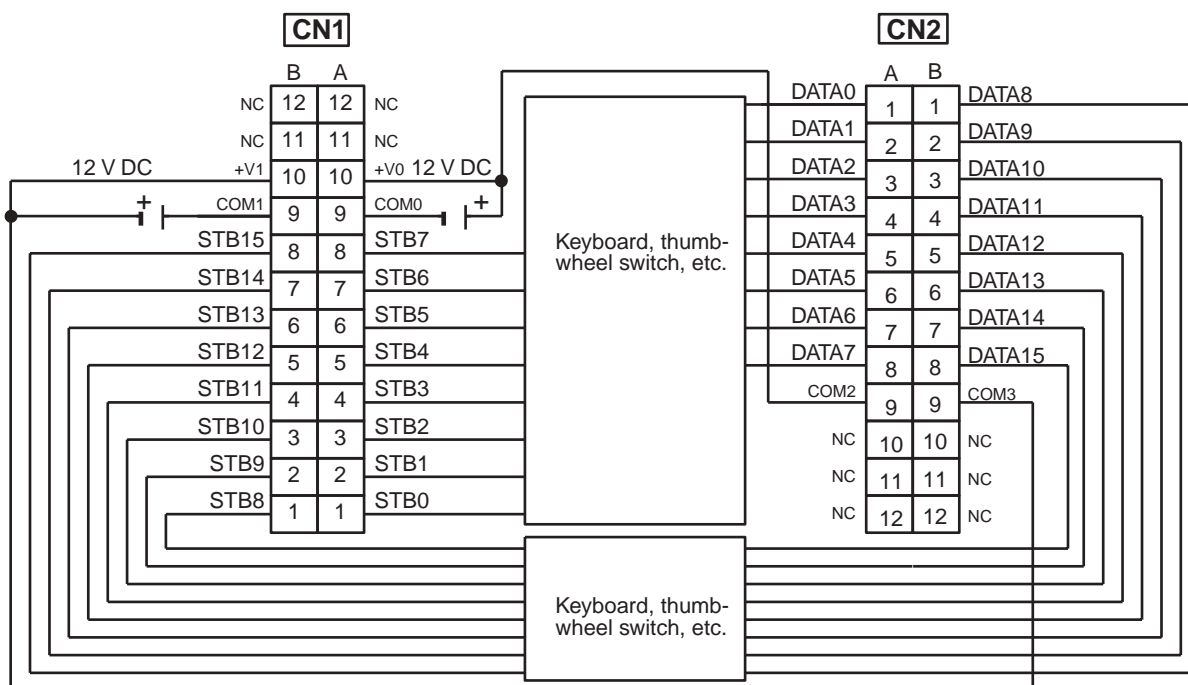 CN1 CN2
B A A B
NC 12 12 NC DATA0 1 1 DATA8
NC 11 11 NC DATA1 2 2 DATA9
12 V DC +V1 10 10 +V0 12 V DC DATA2 3 3 DATA10
+ COM1 9 9 COM0 + DATA3 4 4 DATA11
STB15 8 8 STB7 Keyboard, thumb- DATA4 5 5 DATA12
wheel switch, etc.
STB14 7 7 STB6 DATA5 6 6 DATA13
STB13 6 6 STB5 DATA6 7 7 DATA14
STB12 5 5 STB4 DATA7 8 8 DATA15
STB11 4 4 STB3 COM2 9 9 COM3
STB10 3 3 STB2 NC 10 10 NC
STB9 2 2 STB1 NC 11 11 NC
STB8 1 1 STB0 NC 12 12 NC
Keyboard, thumb-
wheel switch, etc.